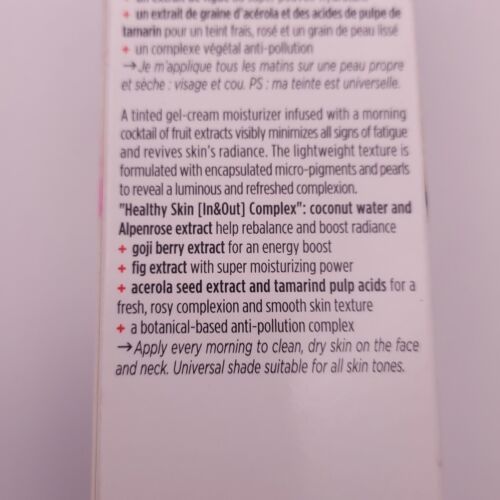 + un extrait de graine d'acérola et des acides de pulpe de
tamarin pour un teint frais, rosé et un grain de peau lissé
+ un complexe végétal anti-pollution
→ Je m'applique tous les matins sur une peau propre
et sèche : visage et cou. PS : ma teinte est universelle.
A tinted gel-cream moisturizer infused with a morning
cocktail of fruit extracts visibly minimizes all signs of fatigue
and revives skin's radiance. The lightweight texture is
formulated with encapsulated micro-pigments and pearls
to reveal a luminous and refreshed complexion.
"Healthy Skin [In&Out] Complex": coconut water and
Alpenrose extract help rebalance and boost radiance
+ goji berry extract for an energy boost
+ fig extract with super moisturizing power
+ acerola seed extract and tamarind pulp acids for a
fresh, rosy complexion and smooth skin texture
+ a botanical-based anti-pollution complex
→ Apply every morning to clean, dry skin on the face
and neck. Universal shade suitable for all skin tones.